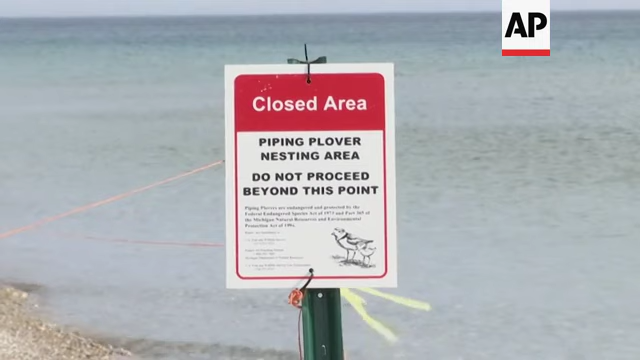 AP
Closed Area
PIPING PLOVER
NESTING AREA
DO NOT PROCEED
BEYOND THIS POINT
Piping Plovers are endangered and protected by the
Federal Endangered Species Act of 1973 and Part 365 of
the Michigan Natural Resources and Environmental
Protection Act of 1994.